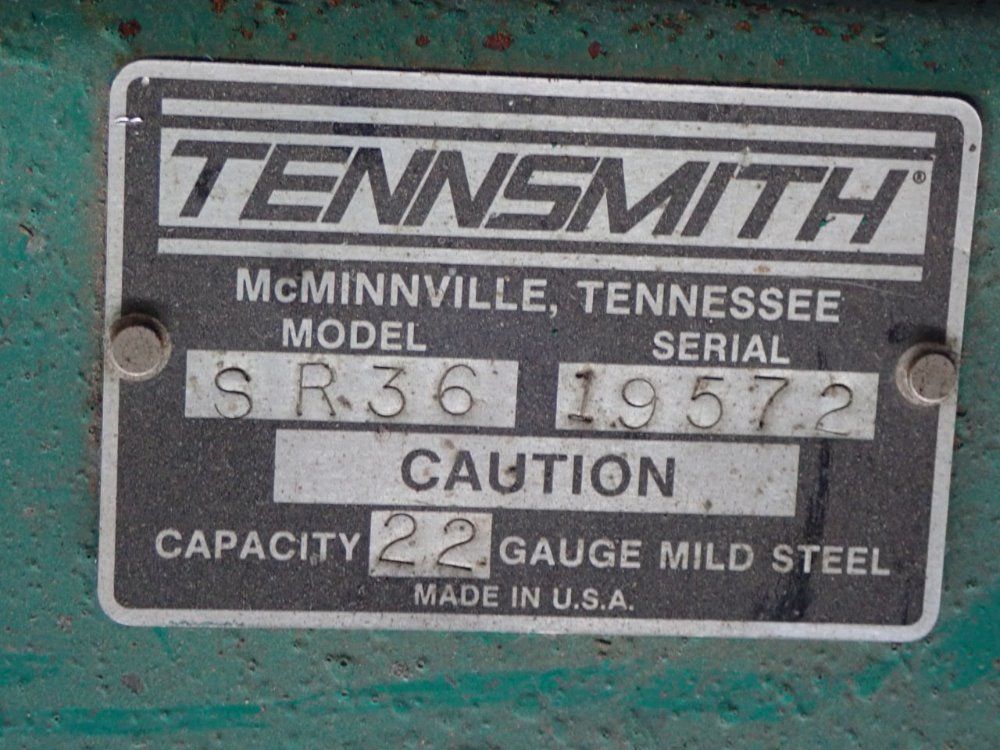 TENNSMITH®
McMINNVILLE, TENNESSEE
MODEL SERIAL
SR36 19572
CAUTION
CAPACITY 22 GAUGE MILD STEEL
MADE IN U.S.A.